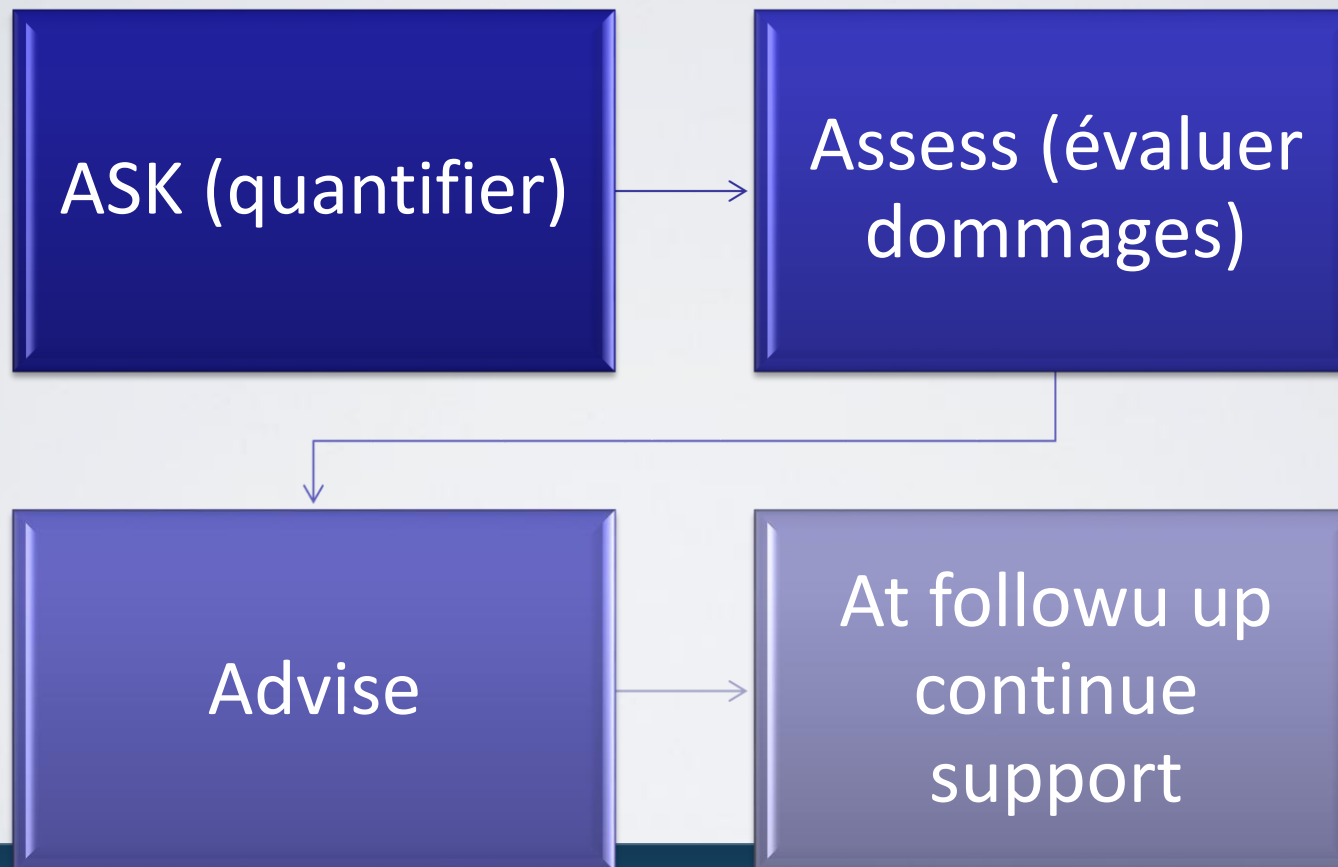 ASK (quantifier)
Assess (évaluer
dommages)
Advise
At followu up
continue
support